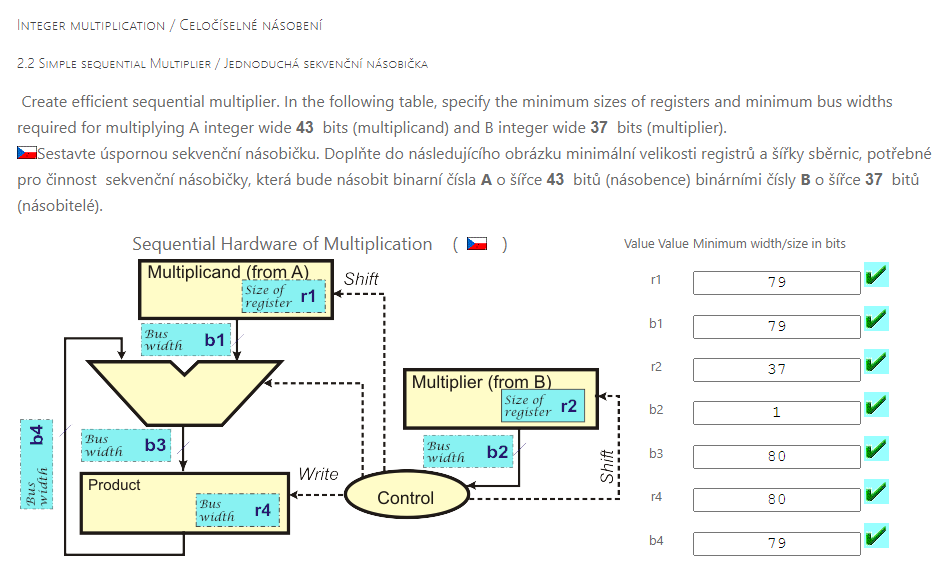 INTEGER MULTIPLICATION / CELOČÍSELNÉ NÁSOBENÍ
2.2 SIMPLE SEQUENTIAL MULTIPLIER / JEDNODUCHÁ SEKVENČNÍ NÁSOBIČKA
Create efficient sequential multiplier. In the following table, specify the minimum sizes of registers and minimum bus widths
required for multiplying A integer wide 43 bits (multiplicand) and B integer wide 37 bits (multiplier).
Sestavte úspornou sekvenční násobičku. Doplňte do následujícího obrázku minimální velikosti registrů a šířky sběrnic, potřebné
pro činnost sekvenční násobičky, která bude násobit binarní čísla A o šířce 43 bitů (násobence) binárními čísly B o šířce 37 bitů
(násobitelé).
Sequential Hardware of Multiplication ( )
Value Value Minimum width/size in bits
Multiplicand (from A)
Size of
register r1
Shift
Bus
width b1
Multiplier (from B)
Size of
register r2
b4
Bus
width
Bus
width b3
Bus
width b2
Shift
Product
Bus
width r4
Write
Control
r1 79
b1 79
r2 37
b2 1
b3 80
r4 80
b4 79